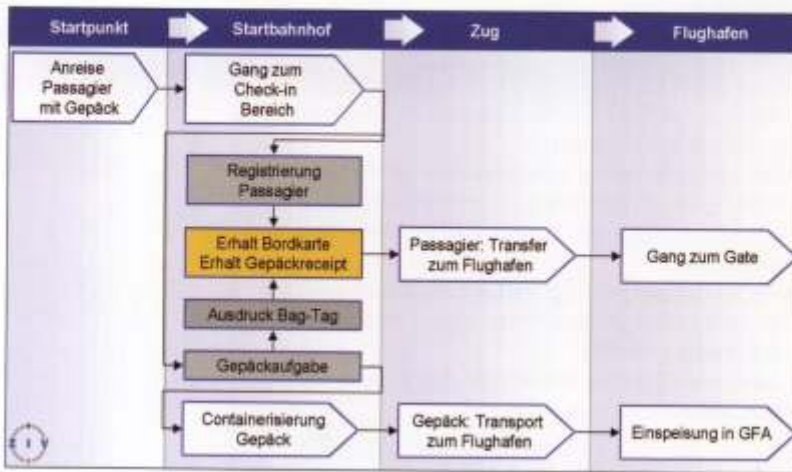 Startpunkt
Startbahnhof
Zug
Flughafen
Anreise
Passagier
mit Gepäck
Gang zum
Check-in
Bereich
Registrierung
Passagier
Erhalt Bordkarte
Erhalt Gepäckreceipt
Passagier: Transfer
zum Flughafen
Gang zum Gate
Ausdruck Bag-Tag
Gepäckaufgabe
Containerisierung
Gepäck
Gepäck: Transport
zum Flughafen
Einspeisung in GFA
Z I V